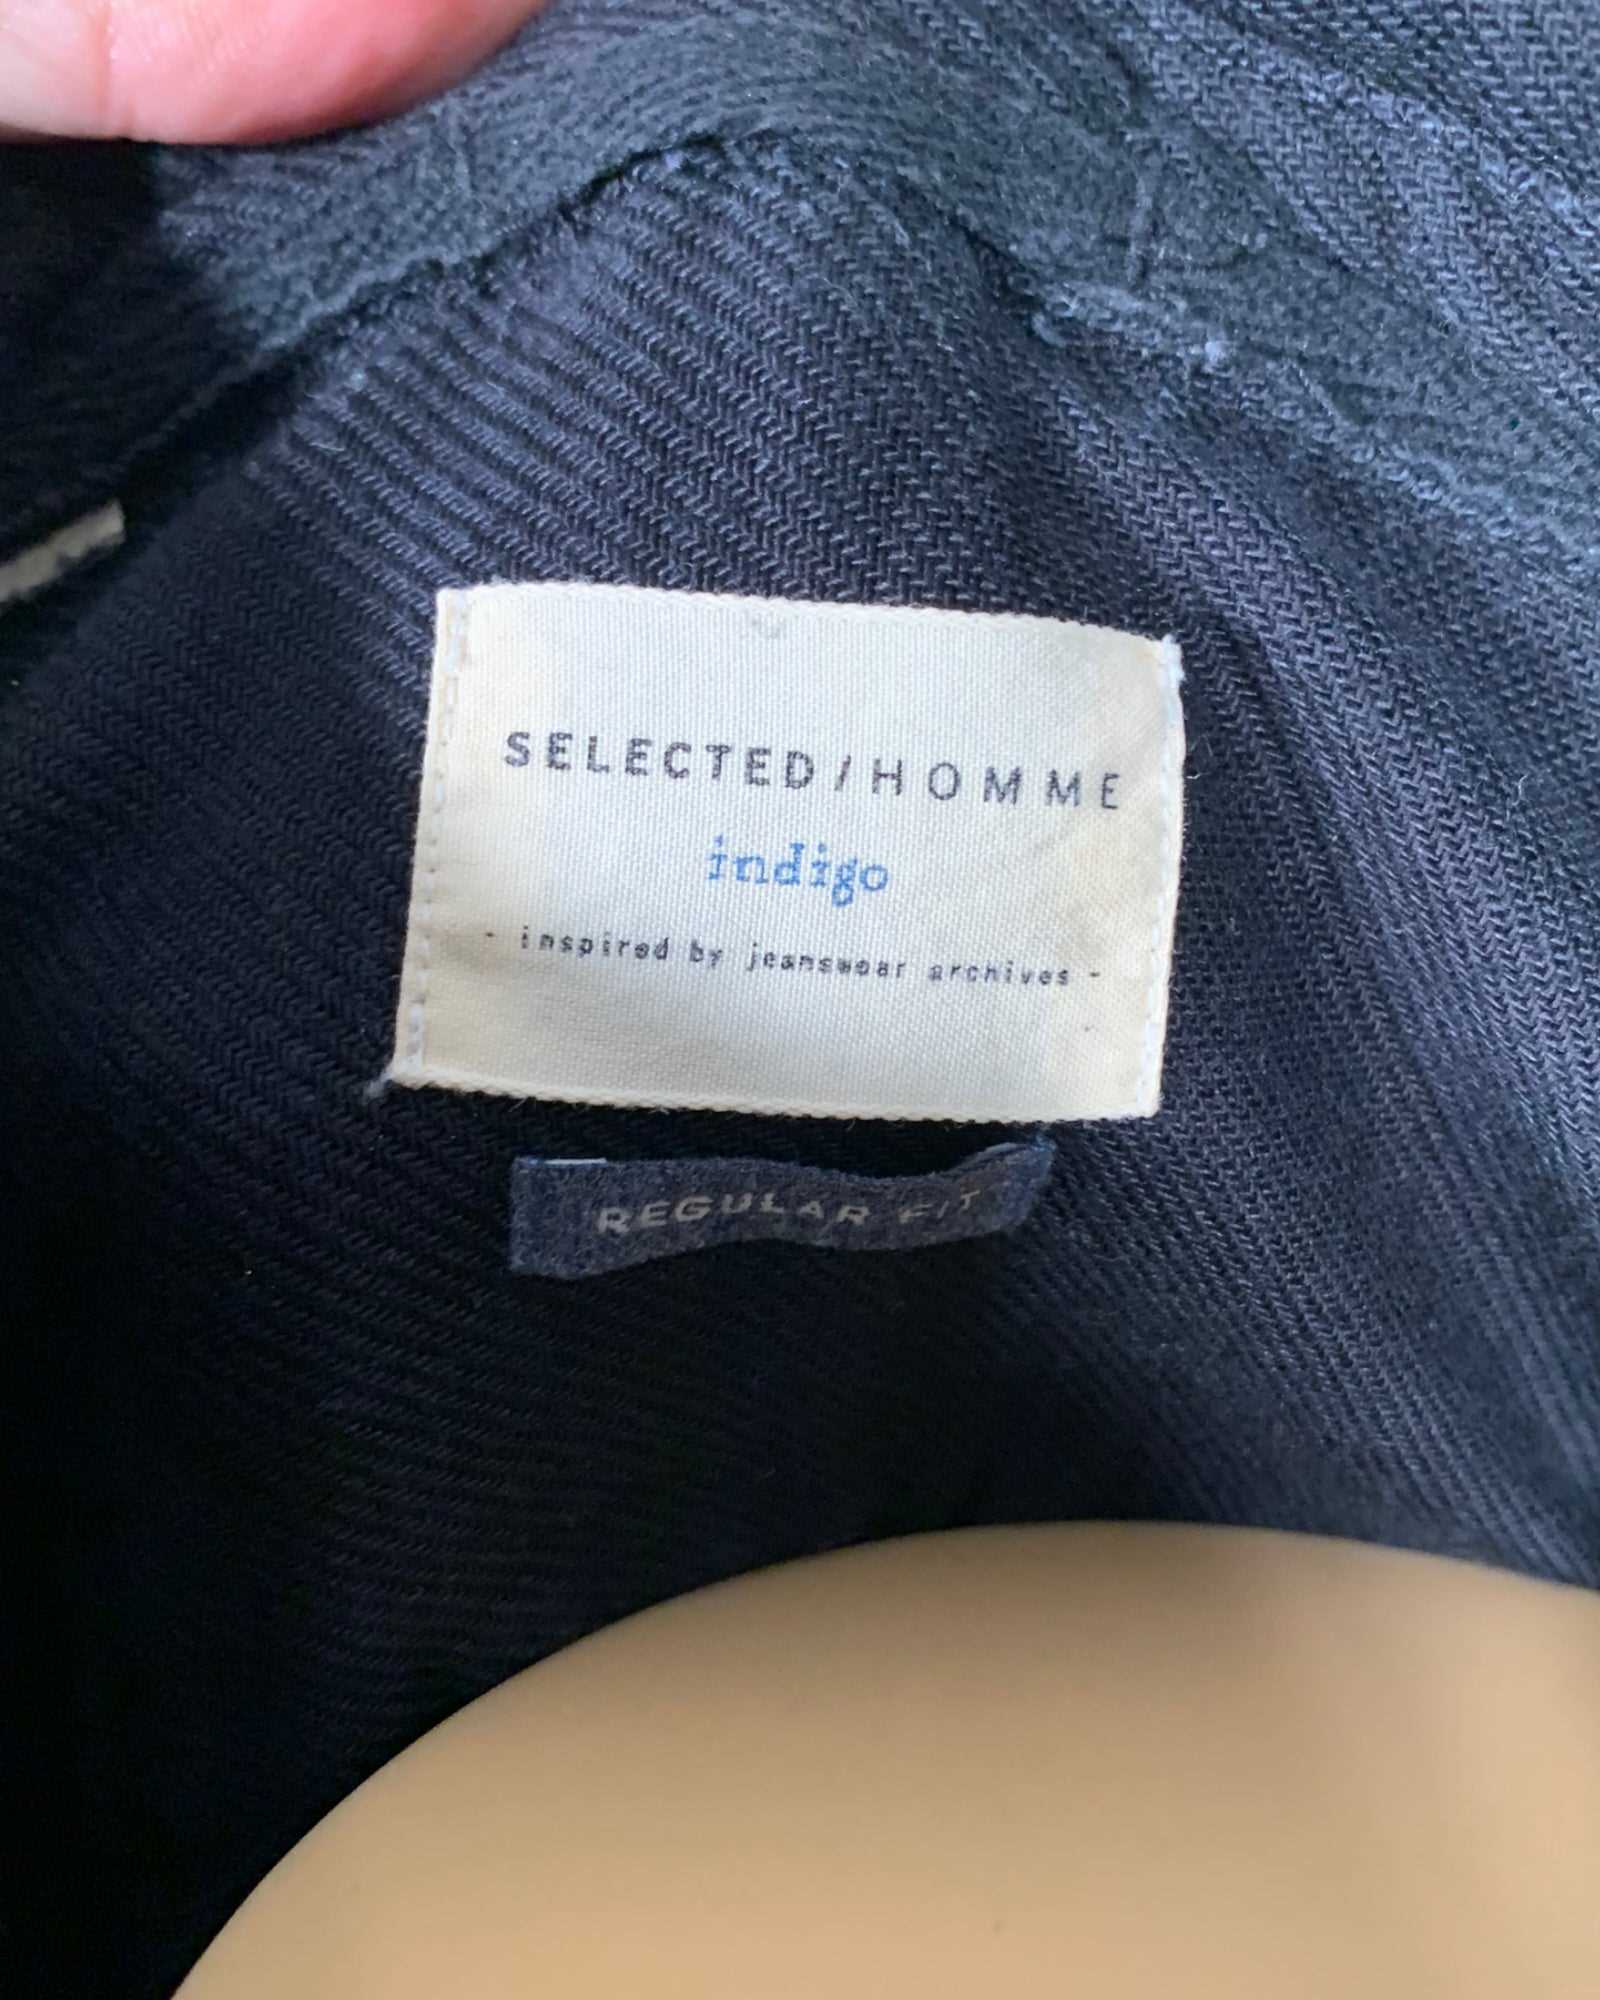 SELECTED/HOMME
indigo
- inspired by jeanswear archives -
REGULAR FIT